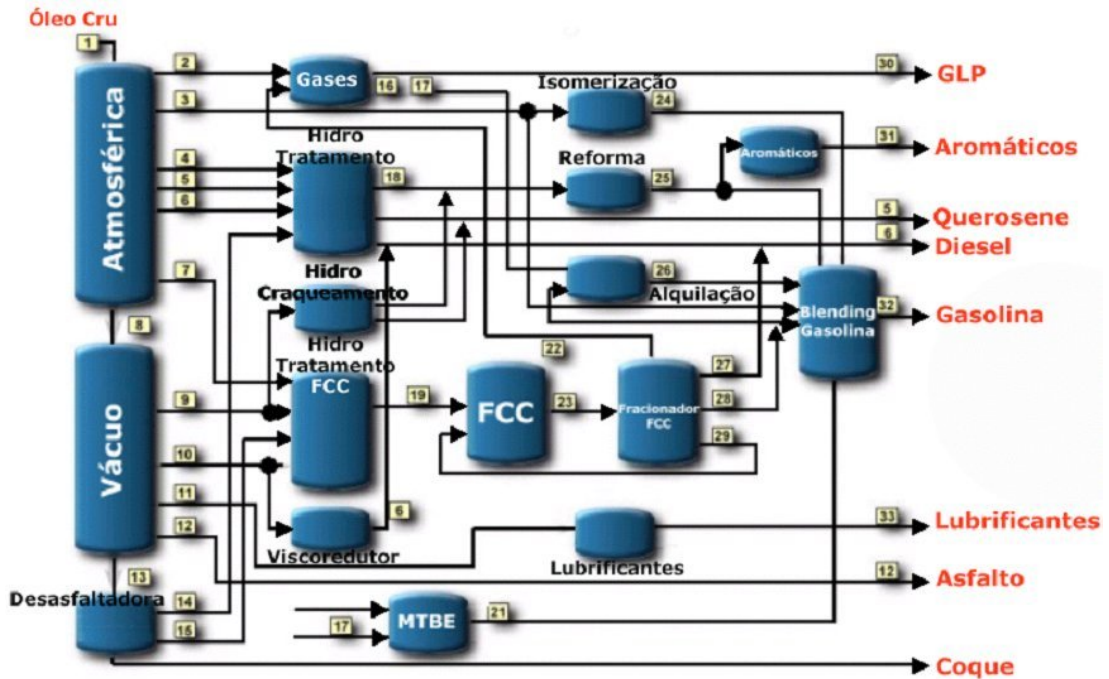 Óleo Cru
1
2
30
GLP
Gases
16
17
Isomerização
3
24
Hidro
Tratamento
Atmosférica
4
18
Reforma
25
Aromáticos
31
Aromáticos
5
6
5
Querosene
6
Diesel
7
Hidro
Craqueamento
26
Alquilação
Blending
Gasolina
32
Gasolina
8
Hidro
Tratamento
FCC
22
27
Vácuo
9
19
FCC
23
Fracionador
FCC
28
29
10
11
6
12
Viscoredutor
Lubrificantes
33
Lubrificantes
13
12
Asfalto
Desasfaltadora
14
15
17
MTBE
21
Coque